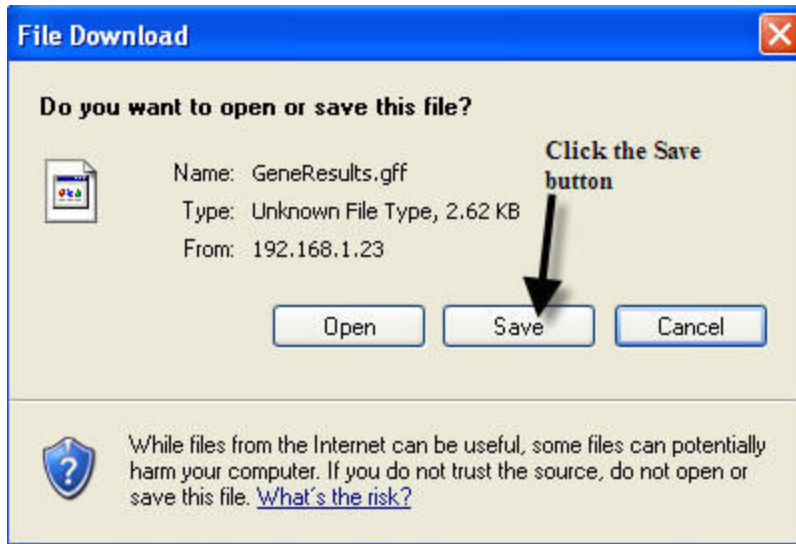 File Download
Do you want to open or save this file?
Click the Save
button
Name: GeneResults.gff
Type: Unknown File Type, 2.62 KB
From: 192.168.1.23
Open Save Cancel
While files from the Internet can be useful, some files can potentially
harm your computer. If you do not trust the source, do not open or
save this file. What´s the risk?